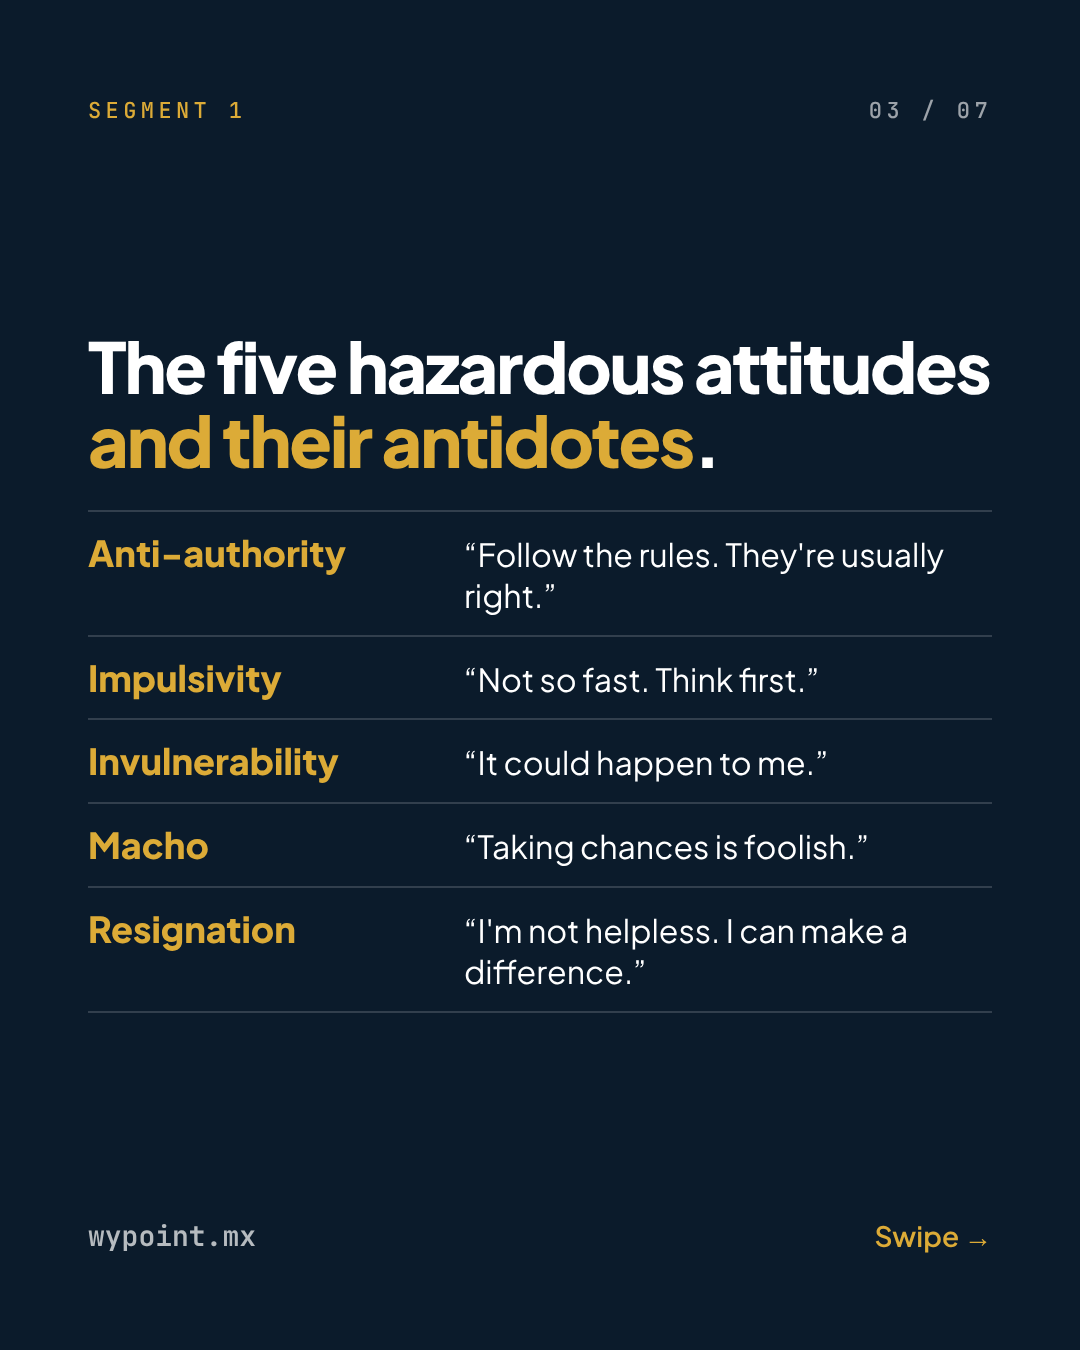 SEGMENT 1
03 / 07
The five hazardous attitudes
and their antidotes.
Anti-authority
“Follow the rules. They're usually
right.”
Impulsivity
“Not so fast. Think first.”
Invulnerability
“It could happen to me.”
Macho
“Taking chances is foolish.”
Resignation
“I'm not helpless. I can make a
difference.”
wypoint.mx
Swipe →